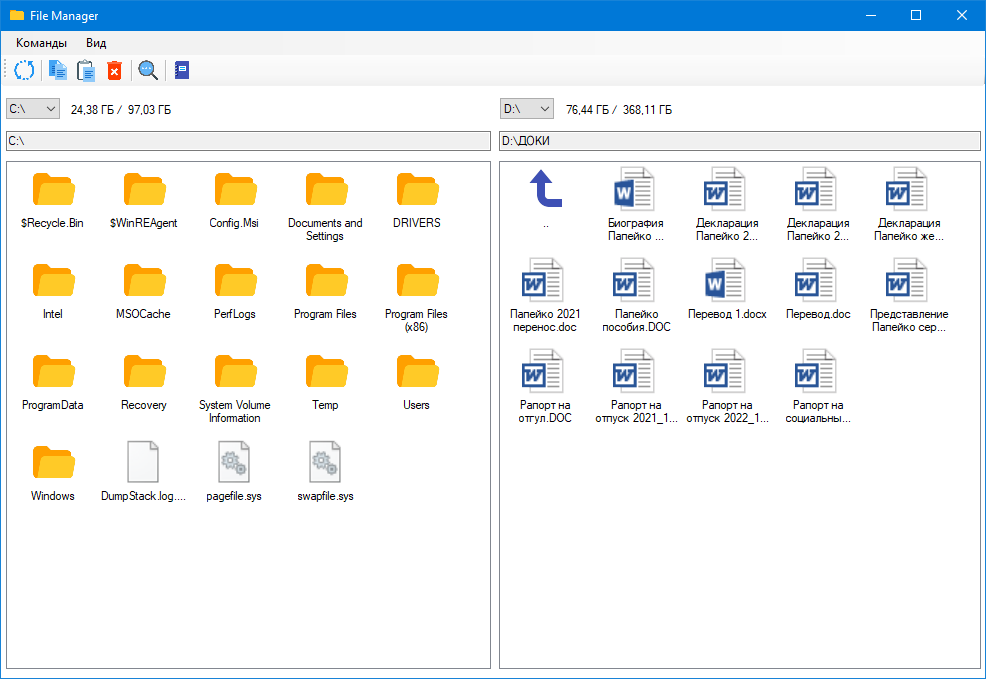 File Manager
Команды Вид
C:\ 24,38 ГБ / 97,03 ГБ
D:\ 76,44 ГБ / 368,11 ГБ
C:\
D:\ДОКИ
$Recycle.Bin $WinREAgent Config.Msi Documents and Settings DRIVERS
Intel MSOCache PerfLogs Program Files Program Files (x86)
ProgramData Recovery System Volume Information Temp Users
Windows DumpStack.log.... pagefile.sys swapfile.sys
.. Биография Папейко ... Декларация Папейко 2... Декларация Папейко 2... Декларация Папейко же...
Папейко 2021 перенос.doc Папейко пособия.DOC Перевод 1.docx Перевод.doc Представление Папейко сер...
Рапорт на отгул.DOC Рапорт на отпуск 2021_1... Рапорт на отпуск 2022_1... Рапорт на социальны...